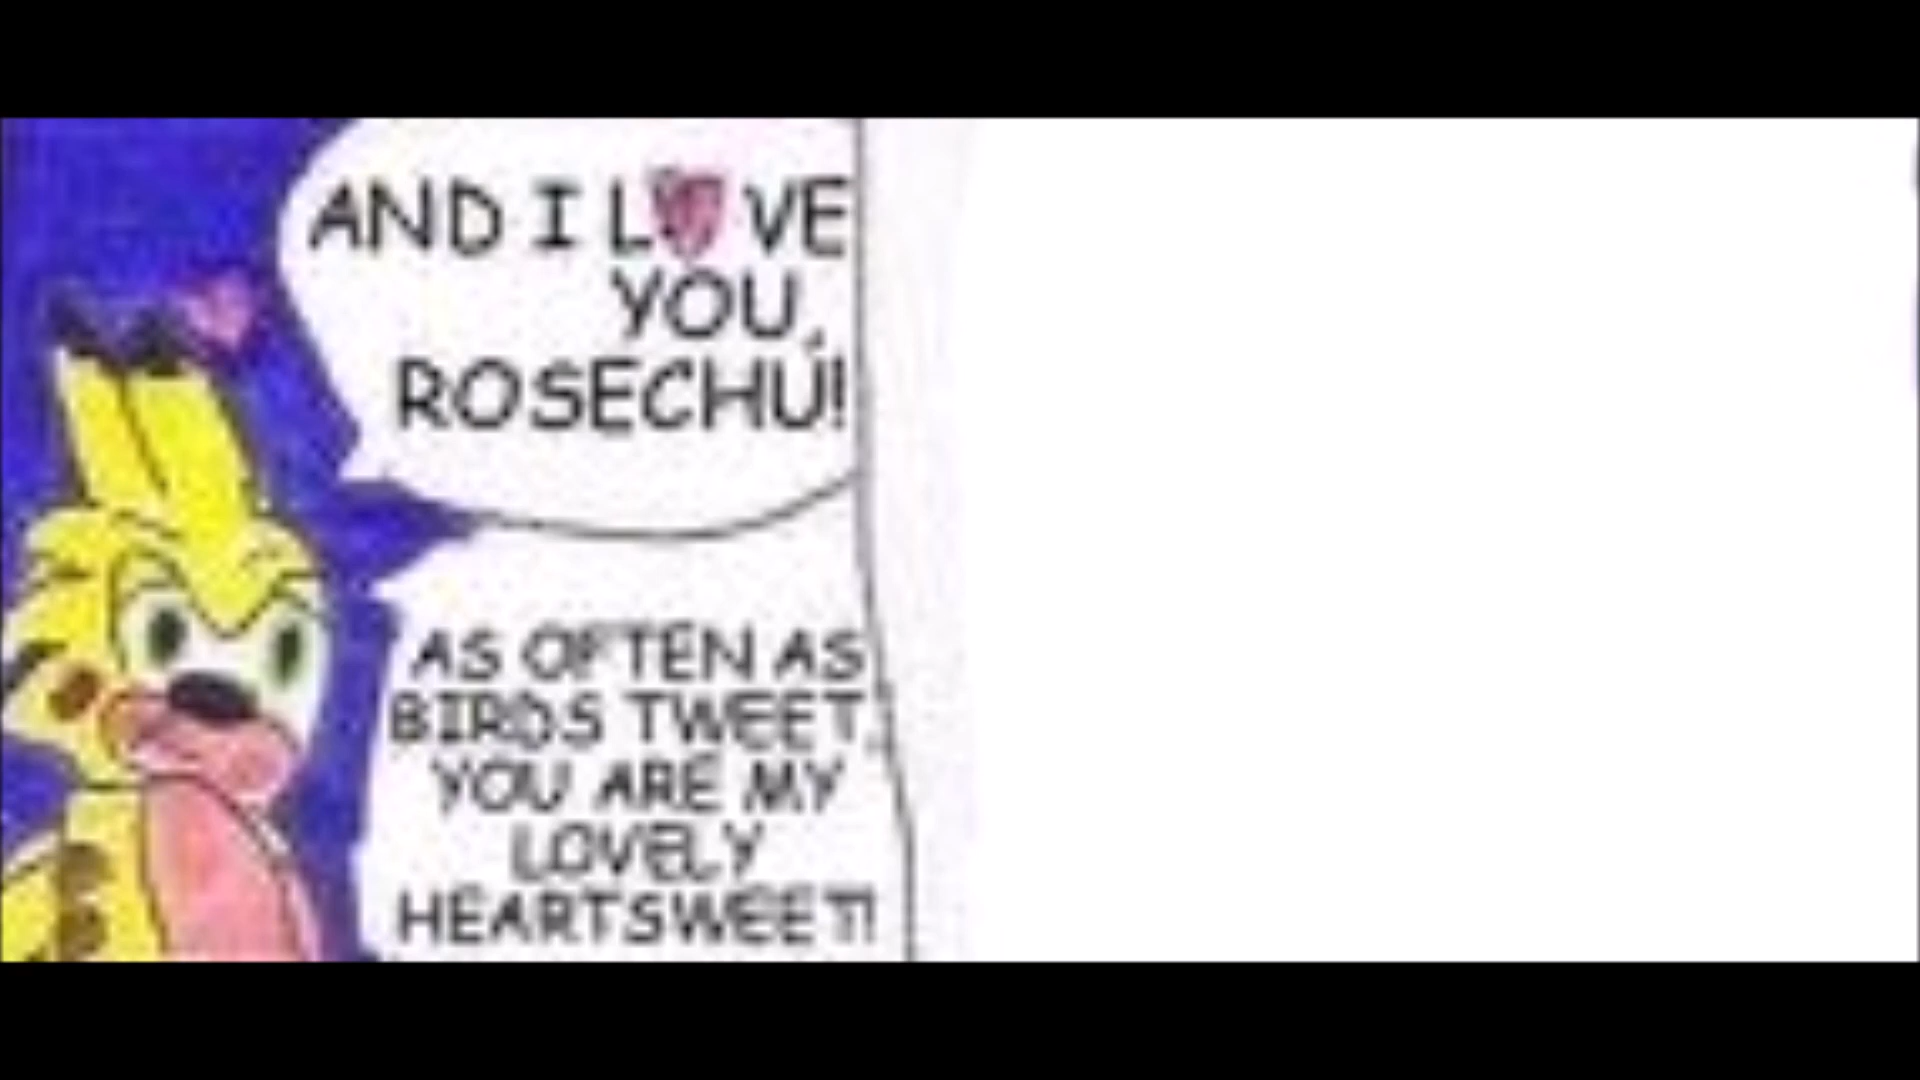 AND I LOVE
YOU,
ROSECHU!
AS OFTEN AS
BIRDS TWEET,
YOU ARE MY
LOVELY
HEARTSWEET!